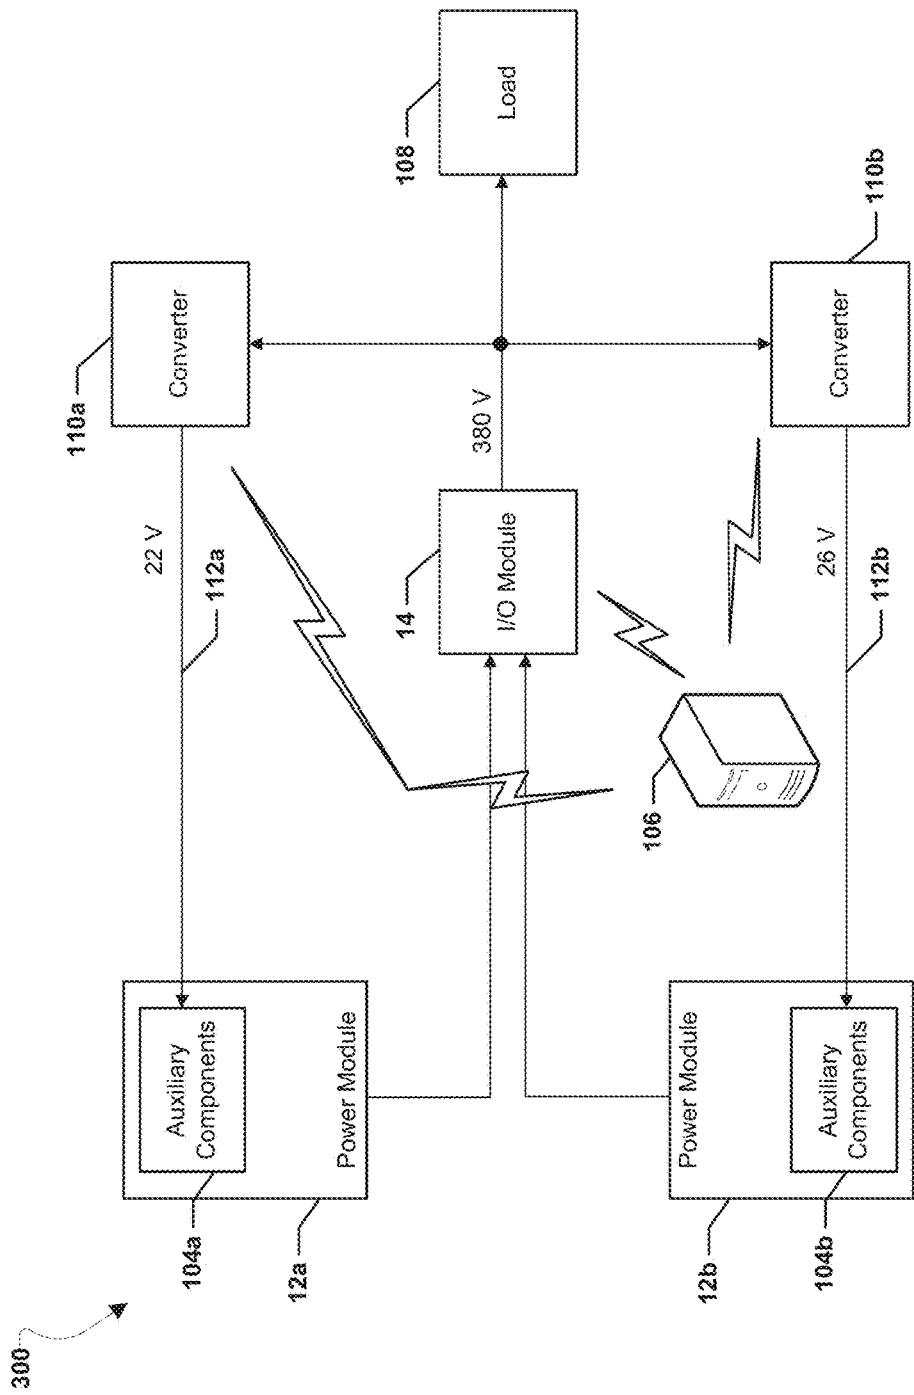 300
104a
Auxiliary
Components
12a
Power Module
112a
22 V
110a
Converter
14
I/O Module
380 V
108
Load
106
12b
Power Module
104b
Auxiliary
Components
112b
26 V
110b
Converter